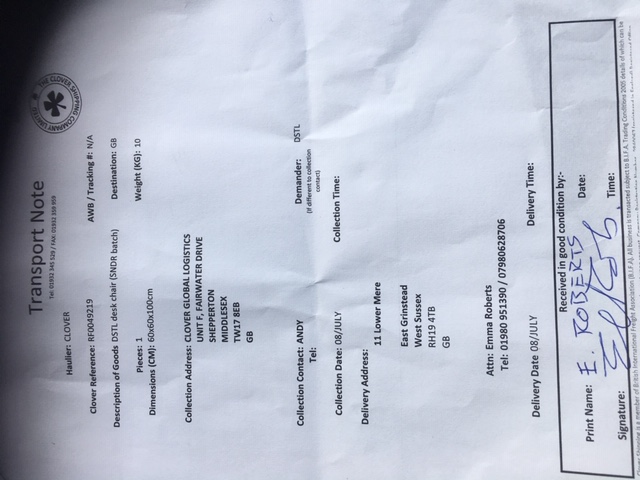 Transport Note
Tel: 01932 345 529 / FAX: 01932 359 959
THE CLOVER SHIPPING COMPANY LIMITED
Haulier: CLOVER
Clover Reference: RF0049219 AWB / Tracking #: N/A
Description of Goods DSTL desk chair (SNDR batch) Destination: GB
Pieces: 1 Weight (KG): 10
Dimensions (CM): 60x60x100cm
Collection Address: CLOVER GLOBAL LOGISTICS
UNIT F, FAIRWATER DRIVE
SHEPPERTON
MIDDLESEX
TW17 8EB
GB
Collection Contact: ANDY Demander: DSTL
Tel: (If different to collection
contact)
Collection Date: 08/JULY Collection Time:
Delivery Address:
11 Lower Mere
East Grinstead
West Sussex
RH19 4TB
GB
Attn: Emma Roberts
Tel: 01980 951390 / 07980628706
Delivery Date 08/JULY Delivery Time:
Received in good condition by:-
Print Name: E. ROBERTS Date:
Signature: Time:
Clover Shipping is a member of British International Freight Association (B.I.F.A). All business is transacted subject to B.I.F.A. Trading Conditions 2005 details of which can be